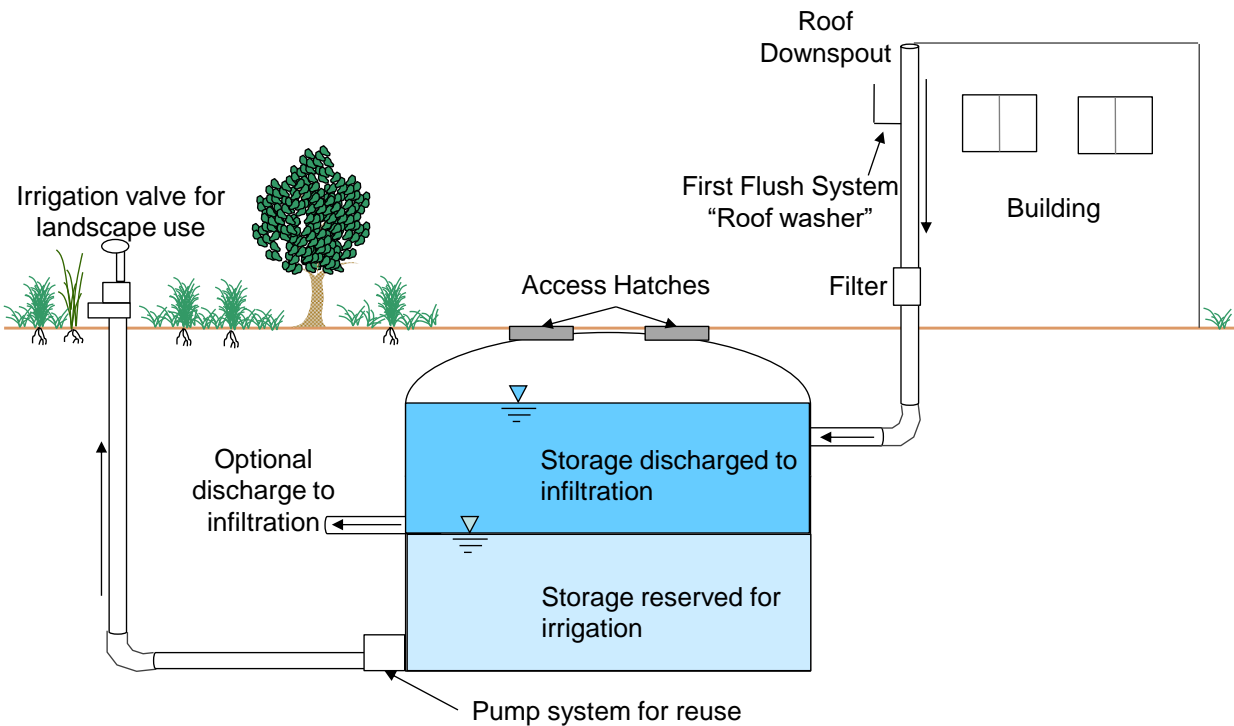 Roof
Downspout
First Flush System
“Roof washer”
Building
Irrigation valve for
landscape use
Access Hatches
Filter
Optional
discharge to
infiltration
Storage discharged to
infiltration
Storage reserved for
irrigation
Pump system for reuse